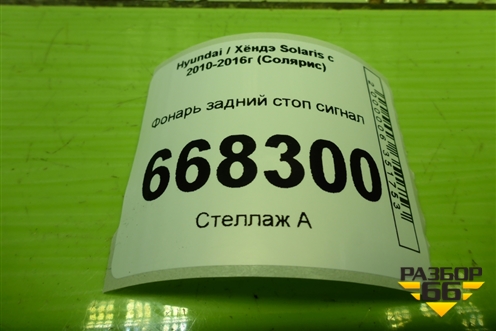 Hyundai / Хёндэ Solaris с
2010-2016г (Солярис)
Фонарь задний стоп сигнал
668300
Стеллаж А
РАЗБОР
66